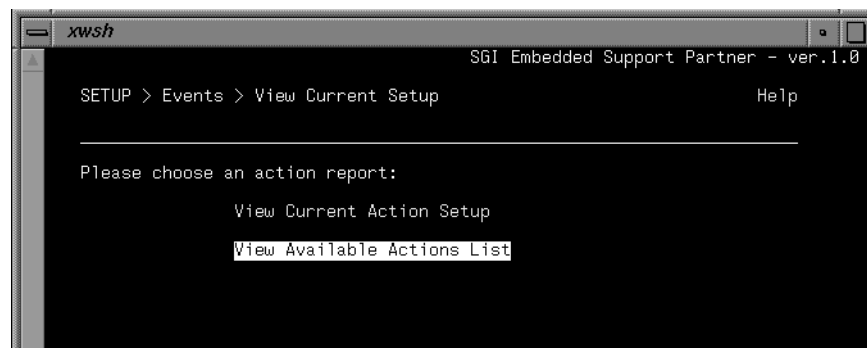 xwsh
SGI Embedded Support Partner - ver.1.0
SETUP > Events > View Current Setup Help
Please choose an action report:
View Current Action Setup
View Available Actions List